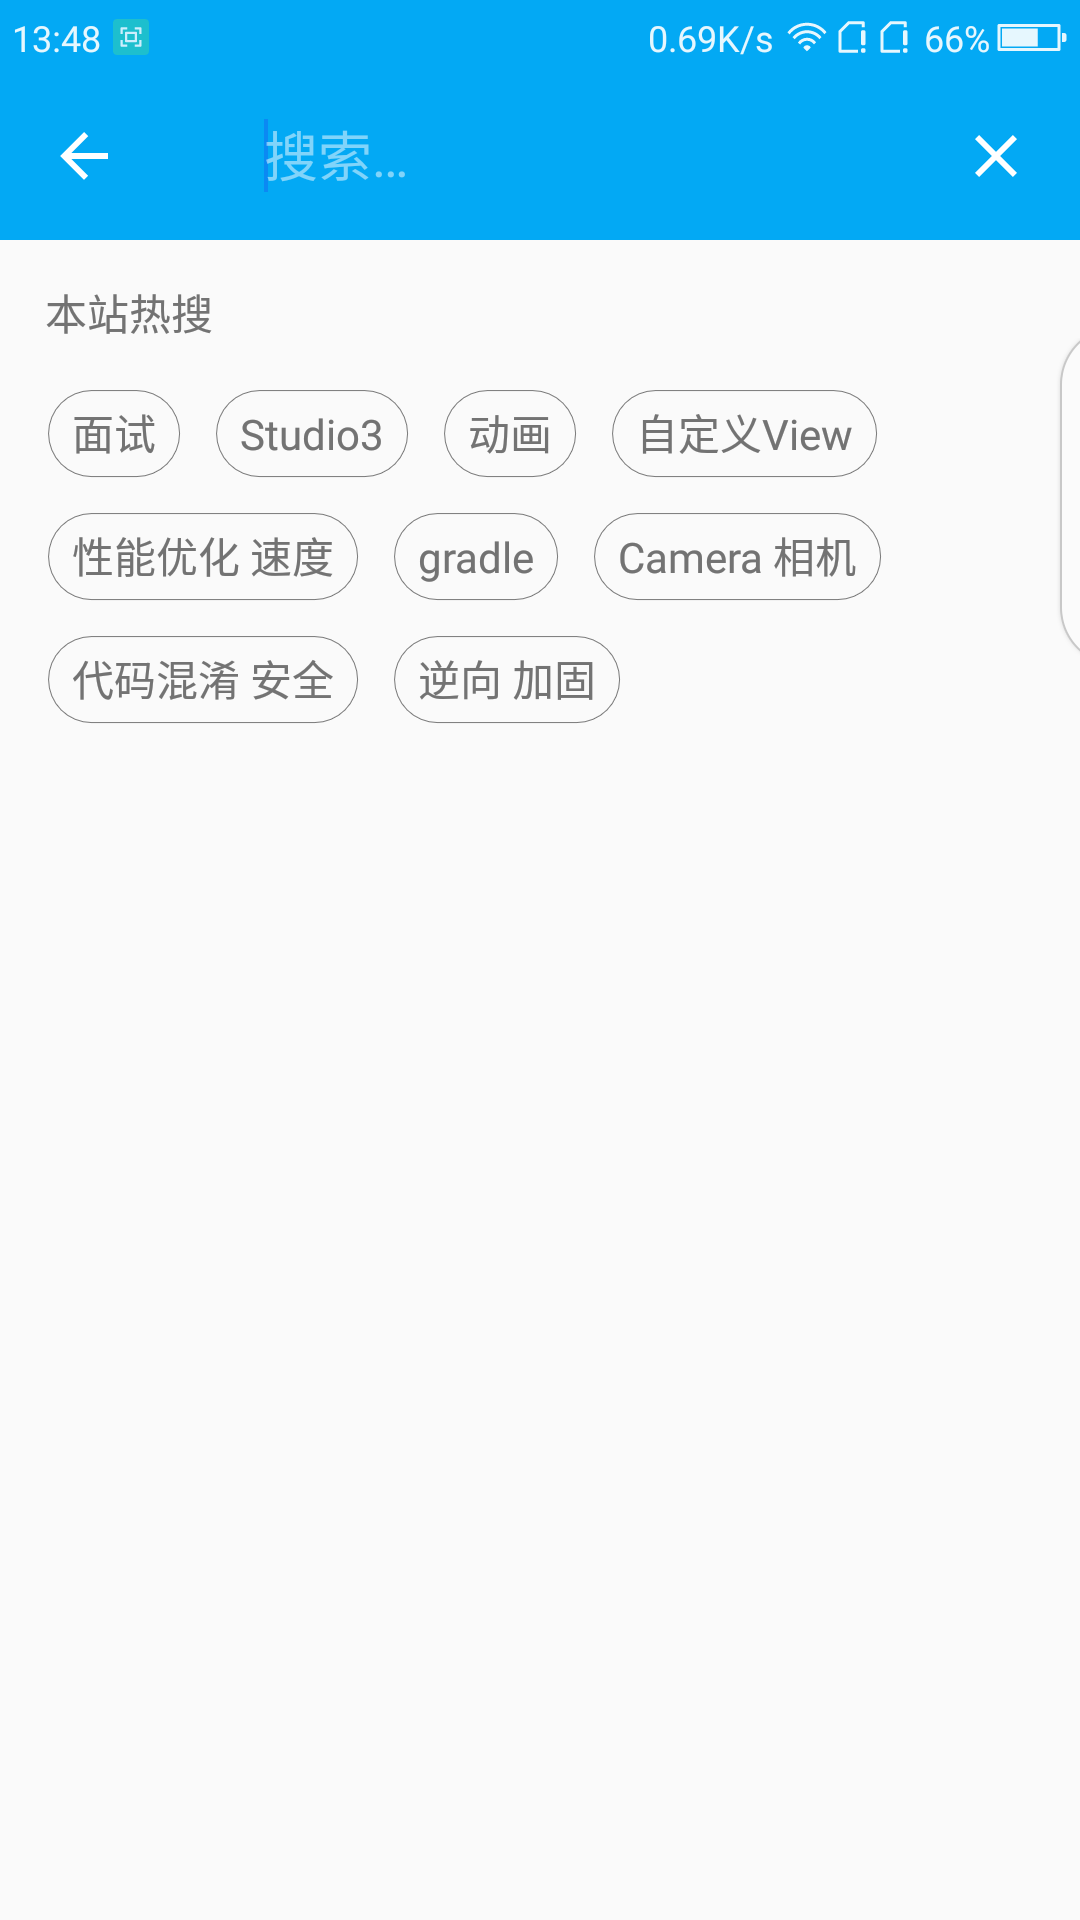 13:48 0.69K/s 66%
搜索...
本站热搜
面试 Studio3 动画 自定义View
性能优化 速度 gradle Camera 相机
代码混淆 安全 逆向 加固